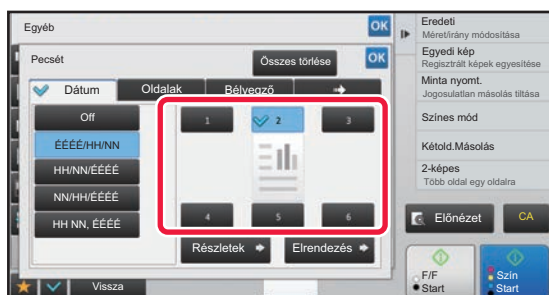 Egyéb
OK
Pecsét
Összes törlése
OK
Dátum
Oldalak
Bélyegző
Off
ÉÉÉÉ/HH/NN
HH/NN/ÉÉÉÉ
NN/HH/ÉÉÉÉ
HH NN, ÉÉÉÉ
1
2
3
4
5
6
Részletek
Elrendezés
Vissza
Eredeti
Méret/irány módosítása
Egyedi kép
Regisztrált képek egyesítése
Minta nyomt.
Jogosulatlan másolás tiltása
Színes mód
Kétold.Másolás
2-képes
Több oldal egy oldalra
Előnézet
CA
F/F
Start
Szín
Start